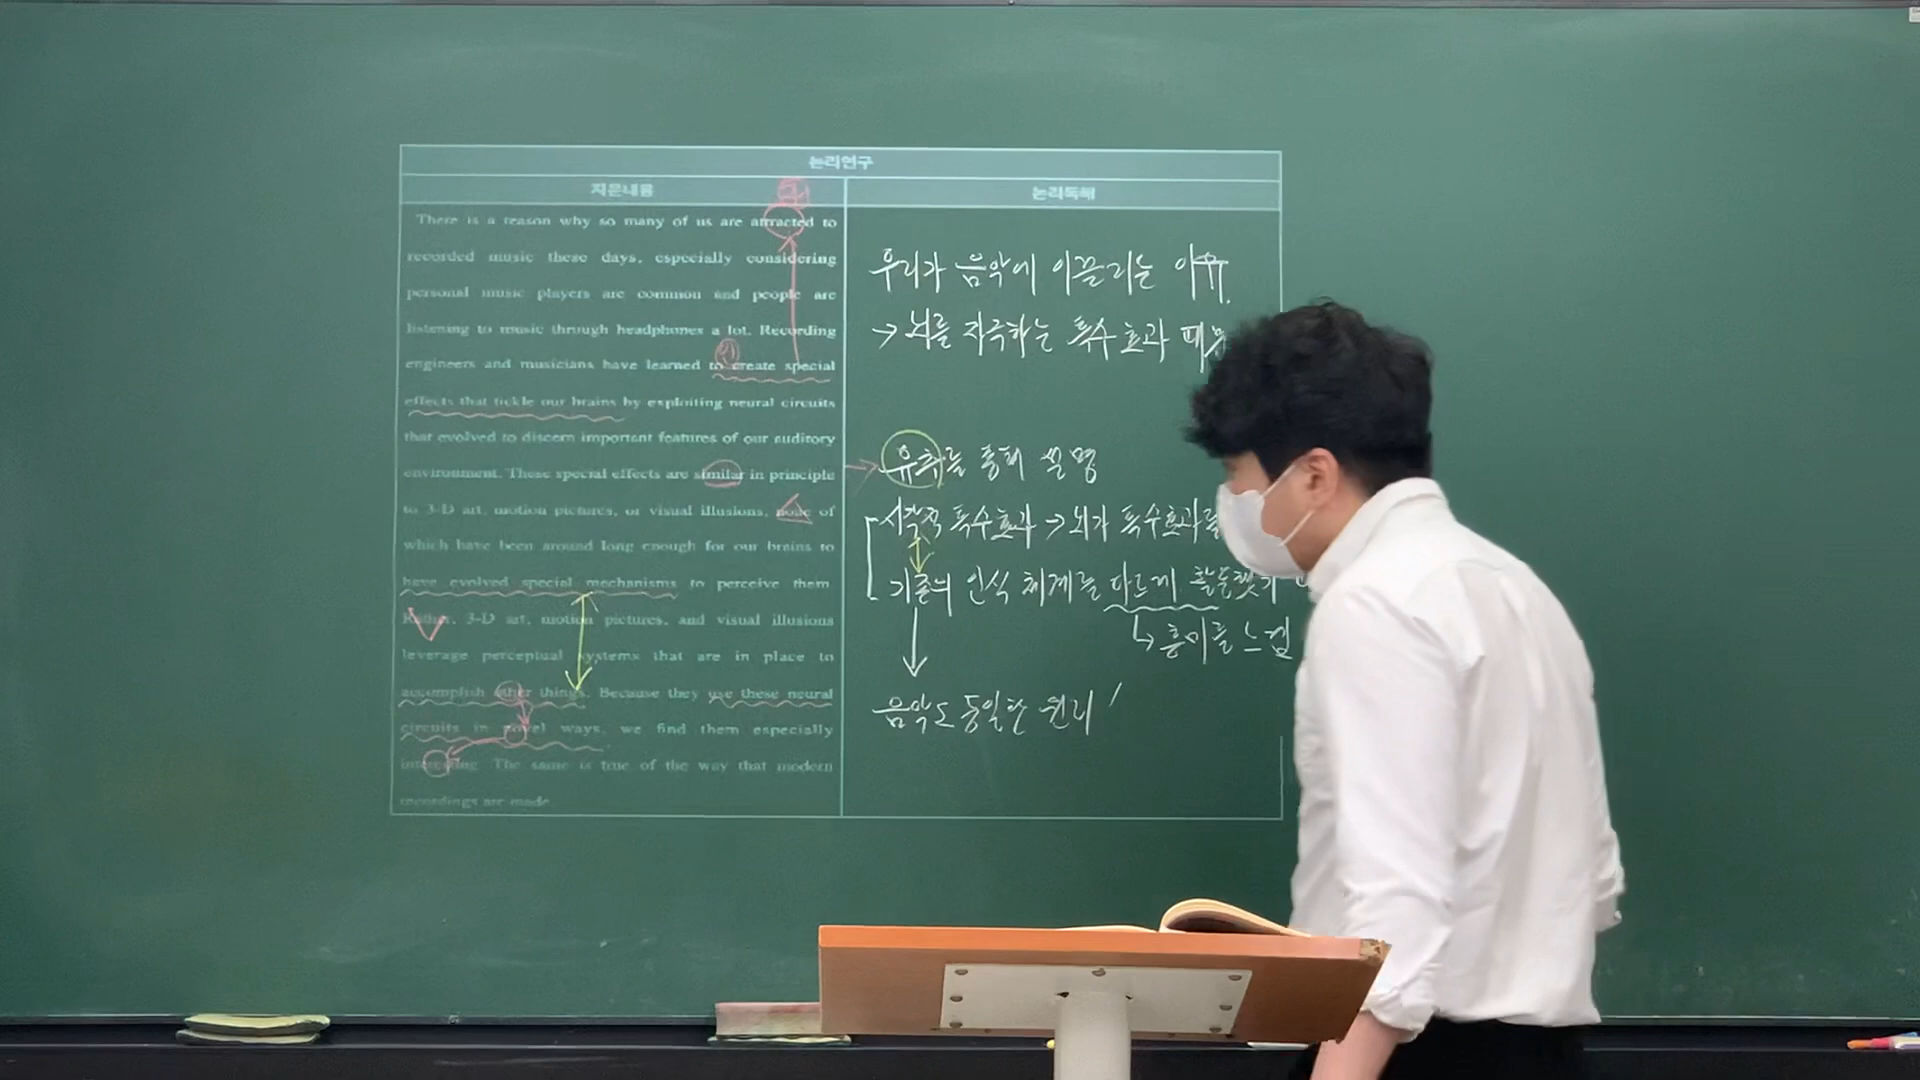 논리연구
지문내용
논리독해
There is a reason why so many of us are attracted to
recorded music these days, especially considering
personal music players are common and people are
listening to music through headphones a lot. Recording
engineers and musicians have learned to create special
effects that tickle our brains by exploiting neural circuits
that evolved to discern important features of our auditory
environment. These special effects are similar in principle
to 3-D art, motion pictures, or visual illusions, none of
which have been around long enough for our brains to
have evolved special mechanisms to perceive them.
Rather, 3-D art, motion pictures, and visual illusions
leverage perceptual systems that are in place to
accomplish other things. Because they use these neural
circuits in novel ways, we find them especially
interesting. The same is true of the way that modern
recordings are made.
우리가 음악에 이끌리는 이유.
→ 뇌를 자극하는 특수효과 때문
유추를 통해 설명
시각적 특수효과 → 뇌가 특수효과를
기존의 인식 체계를 다르게 활동했기
↳ 흥미를 느낌
음악도 동일한 원리!